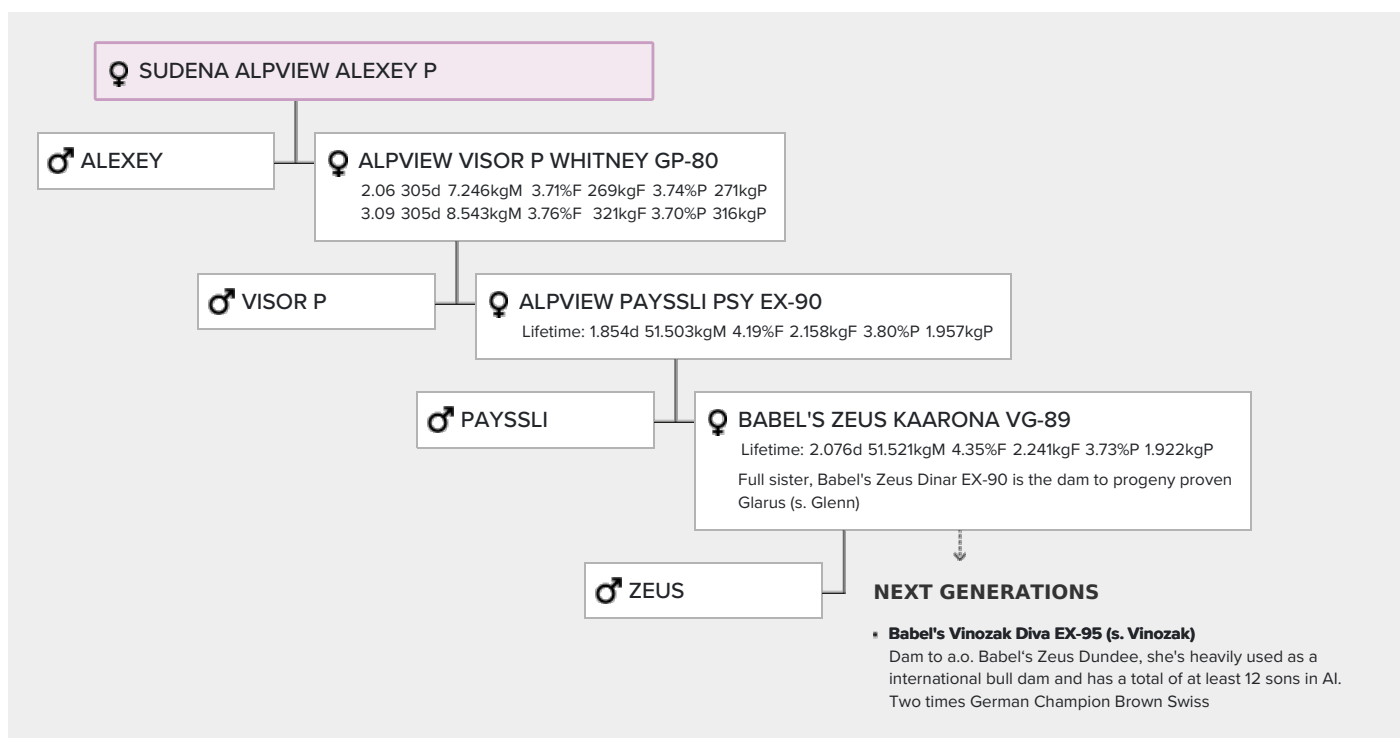 SUDENA ALPVIEW ALEXEY P
ALEXEY
ALPVIEW VISOR P WHITNEY GP-80
2.06 305d 7.246kgM 3.71%F 269kgF 3.74%P 271kgP
3.09 305d 8.543kgM 3.76%F 321kgF 3.70%P 316kgP
VISOR P
ALPVIEW PAYSSLI PSY EX-90
Lifetime: 1.854d 51.503kgM 4.19%F 2.158kgF 3.80%P 1.957kgP
PAYSSLI
BABEL'S ZEUS KAARONA VG-89
Lifetime: 2.076d 51.521kgM 4.35%F 2.241kgF 3.73%P 1.922kgP
Full sister, Babel's Zeus Dinar EX-90 is the dam to progeny proven
Glarus (s. Glenn)
ZEUS
NEXT GENERATIONS
Babel's Vinozak Diva EX-95 (s. Vinozak)
Dam to a.o. Babel‘s Zeus Dundee, she's heavily used as a
international bull dam and has a total of at least 12 sons in AI.
Two times German Champion Brown Swiss